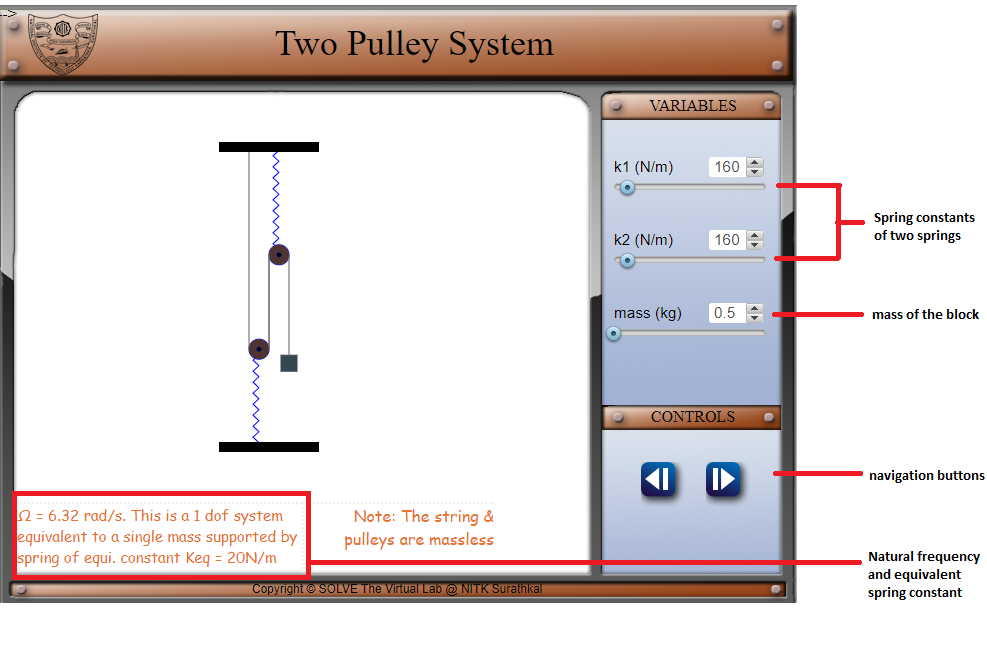 -->
Two Pulley System
VARIABLES
k1 (N/m) 160
k2 (N/m) 160
mass (kg) 0.5
CONTROLS
Ω = 6.32 rad/s. This is a 1 dof system
equivalent to a single mass supported by
spring of equi. constant Keq = 20N/m
Note: The string &
pulleys are massless
Copyright © SOLVE The Virtual Lab @ NITK Surathkal
Spring constants
of two springs
mass of the block
navigation buttons
Natural frequency
and equivalent
spring constant